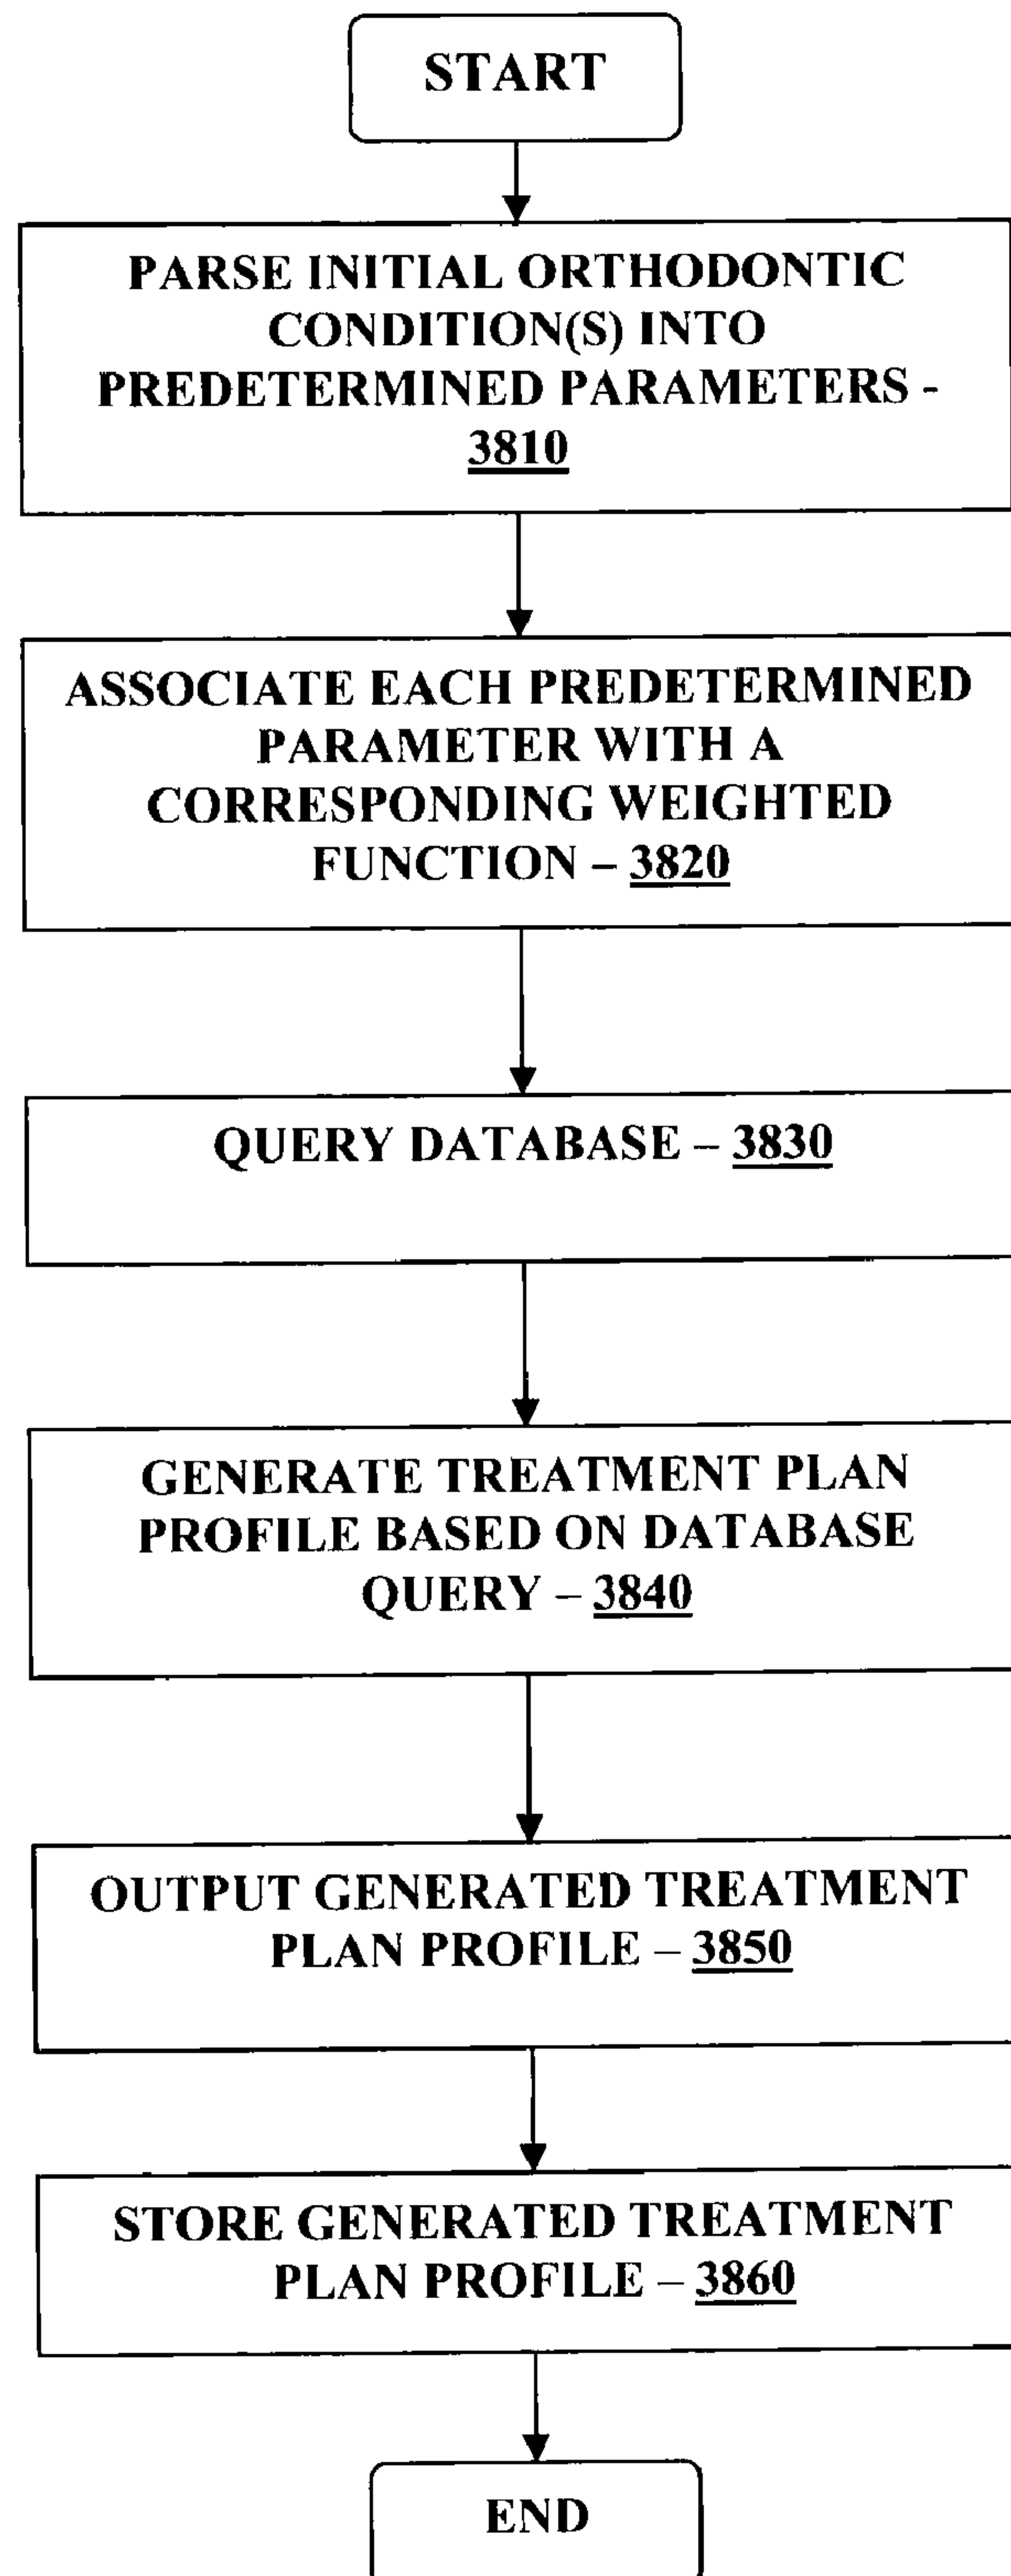 START
PARSE INITIAL ORTHODONTIC
CONDITION(S) INTO
PREDETERMINED PARAMETERS -
3810
ASSOCIATE EACH PREDETERMINED
PARAMETER WITH A
CORRESPONDING WEIGHTED
FUNCTION – 3820
QUERY DATABASE – 3830
GENERATE TREATMENT PLAN
PROFILE BASED ON DATABASE
QUERY – 3840
OUTPUT GENERATED TREATMENT
PLAN PROFILE – 3850
STORE GENERATED TREATMENT
PLAN PROFILE – 3860
END